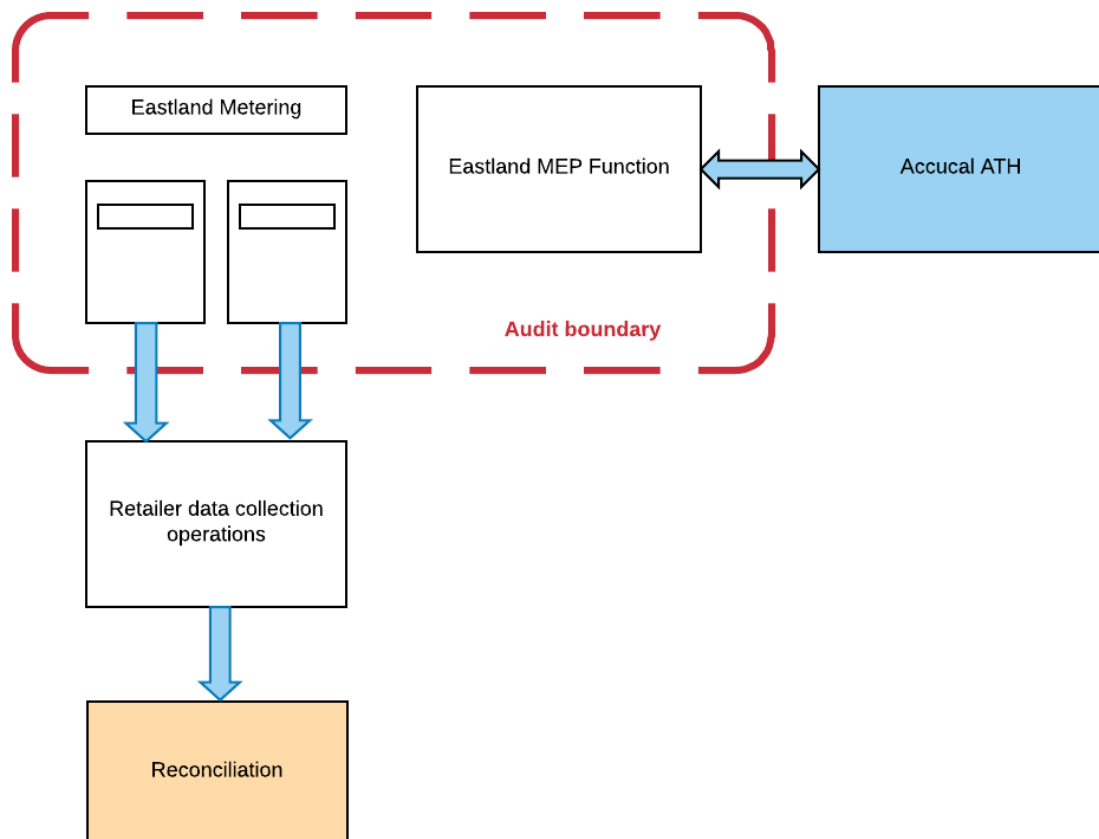 Eastland Metering
Eastland MEP Function
Accucal ATH
Audit boundary
Retailer data collection
operations
Reconciliation